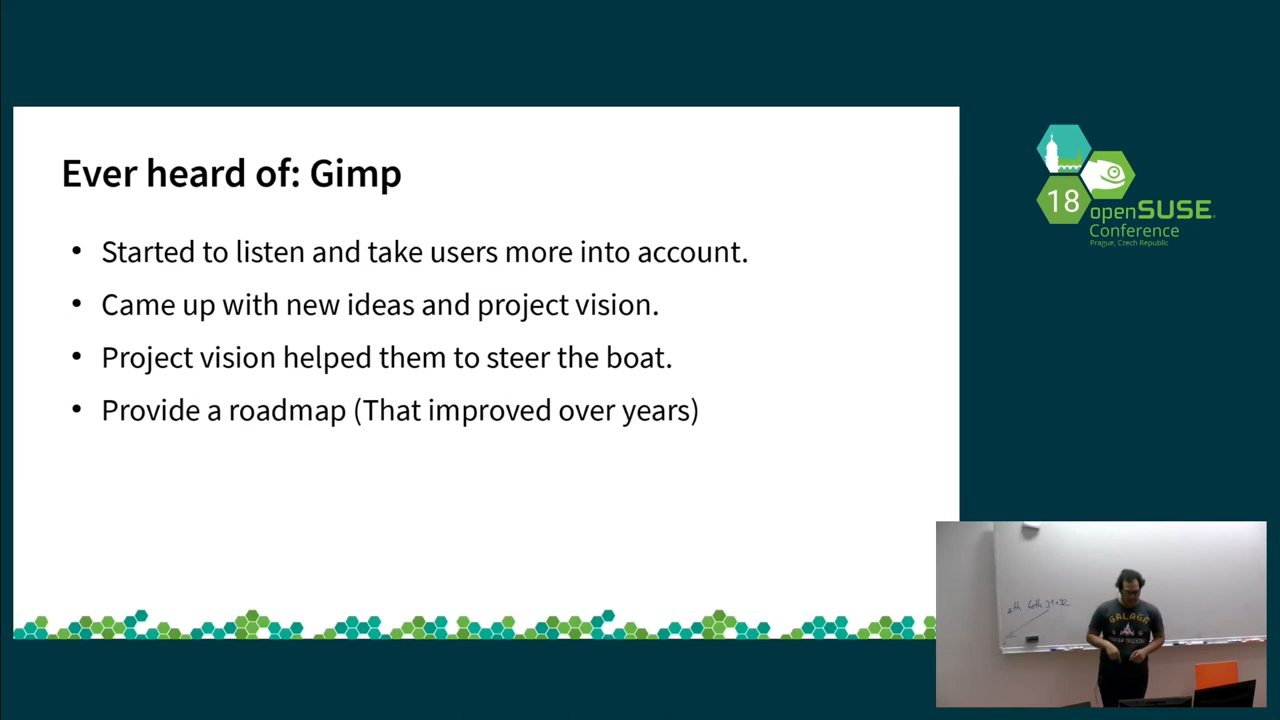 Ever heard of: Gimp
• Started to listen and take users more into account.
• Came up with new ideas and project vision.
• Project vision helped them to steer the boat.
• Provide a roadmap (That improved over years)
18
openSUSE
Conference
Prague, Czech Republic
GALAGA